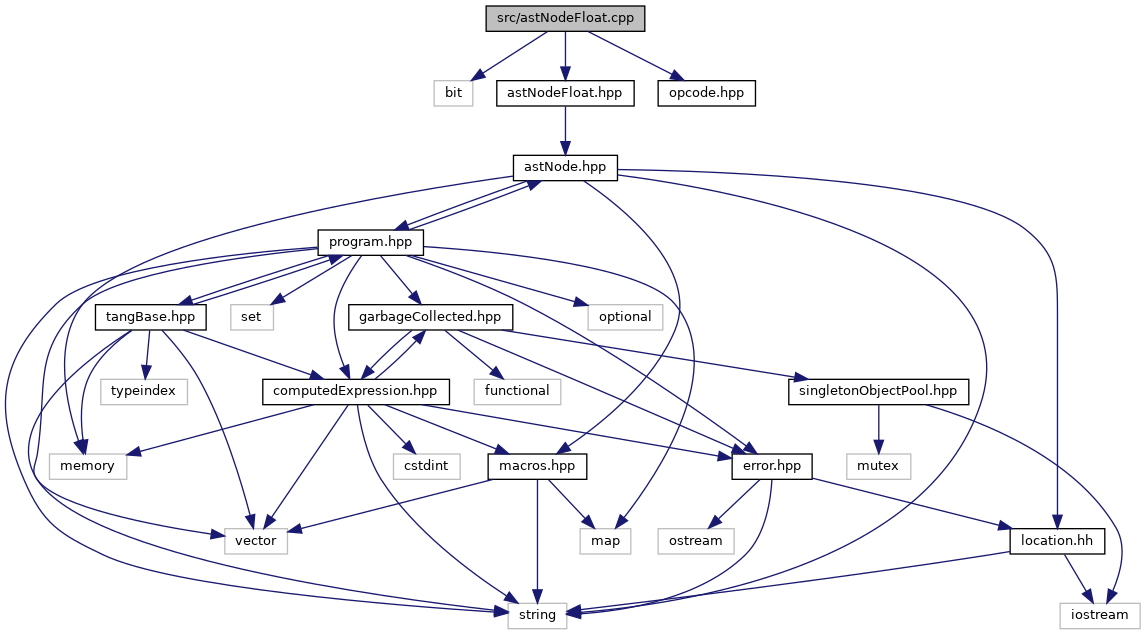 src/astNodeFloat.cpp
bit
astNodeFloat.hpp
opcode.hpp
astNode.hpp
program.hpp
tangBase.hpp
set
garbageCollected.hpp
optional
typeindex
computedExpression.hpp
functional
singletonObjectPool.hpp
memory
cstdint
macros.hpp
error.hpp
mutex
vector
map
ostream
location.hh
string
iostream